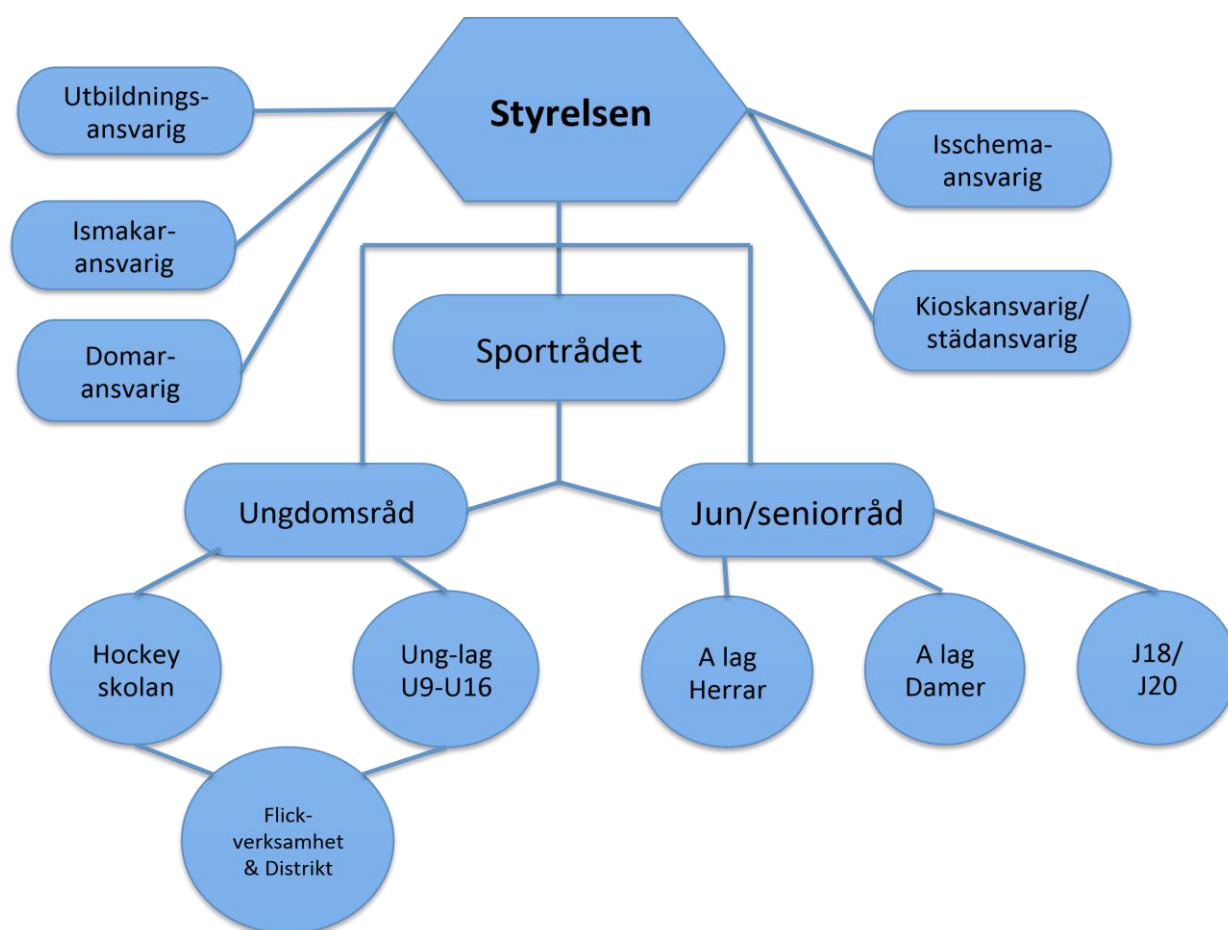 Styrelsen
Utbildnings-
ansvarig
Ismakar-
ansvarig
Domar-
ansvarig
Isschema-
ansvarig
Kioskansvarig/
städansvarig
Sportrådet
Ungdomsråd
Jun/seniorråd
Hockey
skolan
Ung-lag
U9-U16
A lag
Herrar
A lag
Damer
J18/
J20
Flick-
verksamhet
& Distrikt